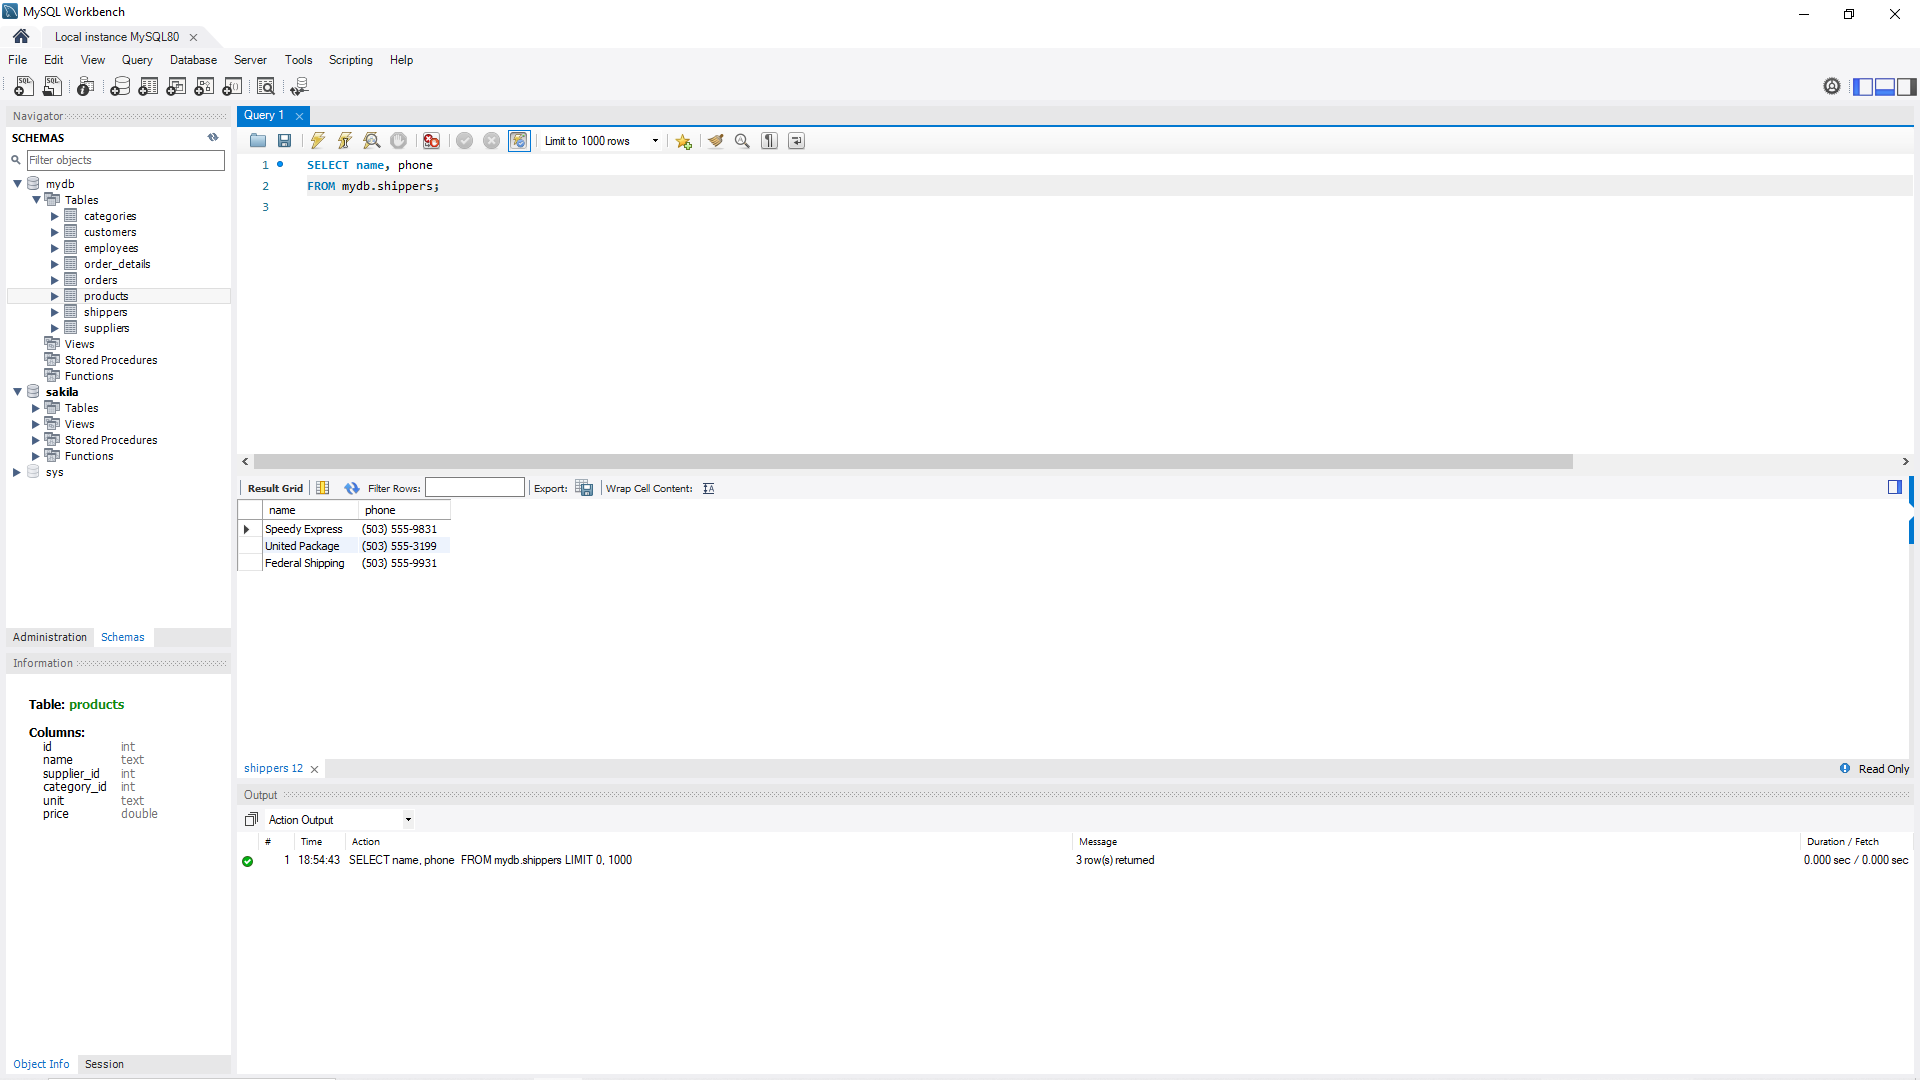 MySQL Workbench
Local instance MySQL80
File Edit View Query Database Server Tools Scripting Help
Navigator
SCHEMAS
Filter objects
mydb
Tables
categories
customers
employees
order_details
orders
products
shippers
suppliers
Views
Stored Procedures
Functions
sakila
Tables
Views
Stored Procedures
Functions
sys
Administration Schemas
Information
Table: products
Columns:
id int
name text
supplier_id int
category_id int
unit text
price double
Object Info Session
Query 1
Limit to 1000 rows
1 SELECT name, phone
2 FROM mydb.shippers;
3
Result Grid Filter Rows: Export: Wrap Cell Content:
name phone
Speedy Express (503) 555-9831
United Package (503) 555-3199
Federal Shipping (503) 555-9931
shippers 12 Read Only
Output
Action Output
# Time Action Message Duration / Fetch
1 18:54:43 SELECT name, phone FROM mydb.shippers LIMIT 0, 1000 3 row(s) returned 0.000 sec / 0.000 sec